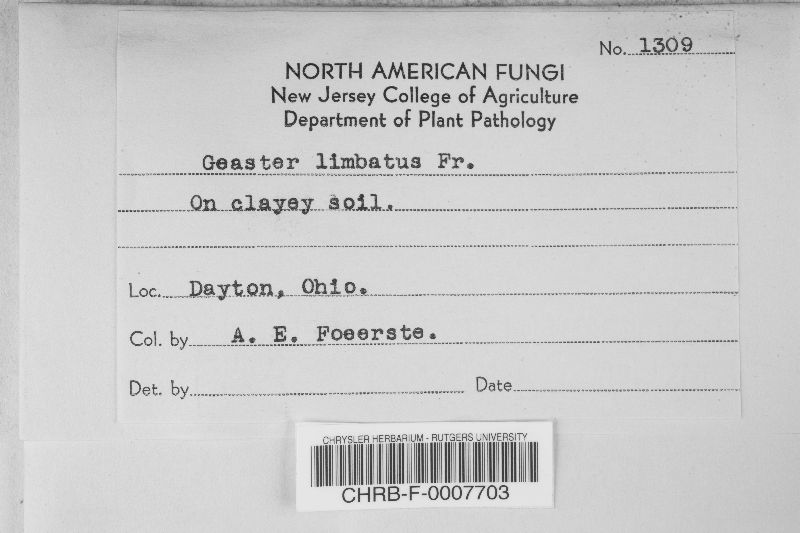 No. 1309
NORTH AMERICAN FUNGI
New Jersey College of Agriculture
Department of Plant Pathology
Geaster limbatus Fr.
On clayey soil.
Loc. Dayton, Ohio.
Col. by A. E. Foeerste.
Det. by Date
CHRYSLER HERBARIUM - RUTGERS UNIVERSITY
CHRB-F-0007703